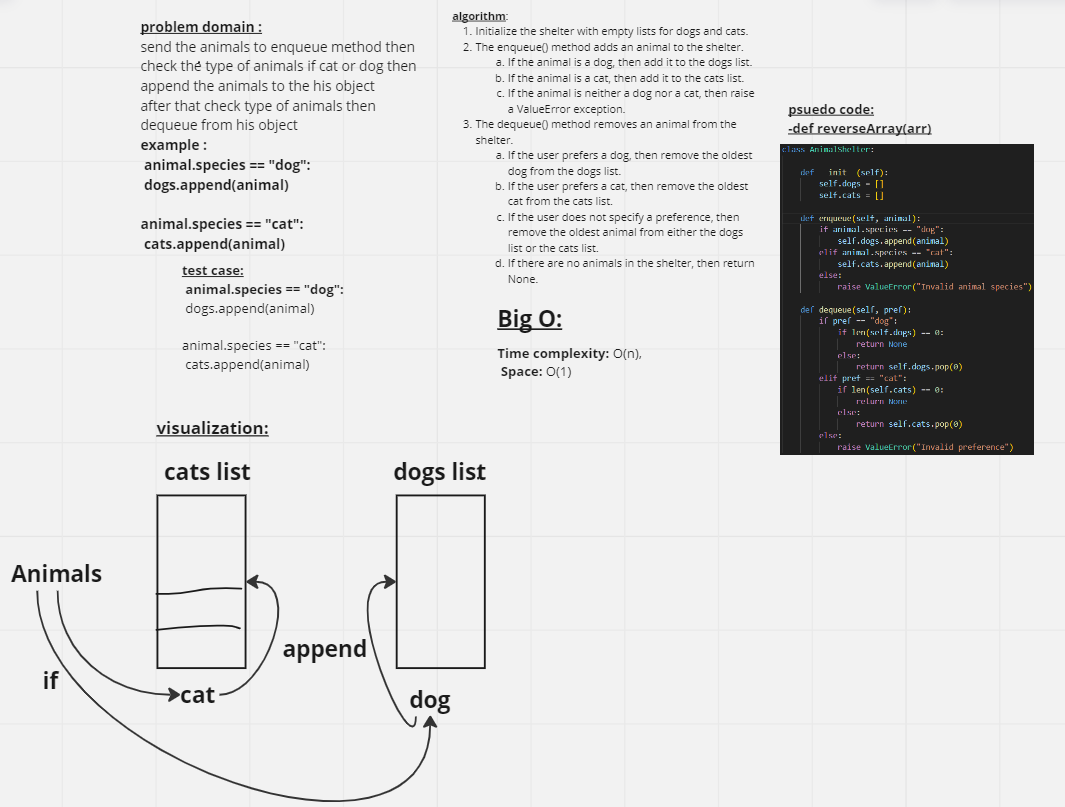 problem domain :
send the animals to enqueue method then
check the type of animals if cat or dog then
append the animals to the his object
after that check type of animals then
dequeue from his object
example :
animal.species == "dog":
dogs.append(animal)
animal.species == "cat":
cats.append(animal)
test case:
animal.species == "dog":
dogs.append(animal)
animal.species == "cat":
cats.append(animal)
algorithm:
1. Initialize the shelter with empty lists for dogs and cats.
2. The enqueue() method adds an animal to the shelter.
a. If the animal is a dog, then add it to the dogs list.
b. If the animal is a cat, then add it to the cats list.
c. If the animal is neither a dog nor a cat, then raise
a ValueError exception.
3. The dequeue() method removes an animal from the
shelter.
a. If the user prefers a dog, then remove the oldest
dog from the dogs list.
b. If the user prefers a cat, then remove the oldest
cat from the cats list.
c. If the user does not specify a preference, then
remove the oldest animal from either the dogs
list or the cats list.
d. If there are no animals in the shelter, then return
None.
Big O:
Time complexity: O(n),
Space: O(1)
psuedo code:
-def reverseArray(arr)
class AnimalShelter:
def __init__(self):
self.dogs = []
self.cats = []
def enqueue(self, animal):
if animal.species == "dog":
self.dogs.append(animal)
elif animal.species == "cat":
self.cats.append(animal)
else:
raise ValueError("Invalid animal species")
def dequeue(self, pref):
if pref == "dog":
if len(self.dogs) == 0:
return None
else:
return self.dogs.pop(0)
elif pref == "cat":
if len(self.cats) == 0:
return None
else:
return self.cats.pop(0)
else:
raise ValueError("Invalid preference")
visualization:
cats list
dogs list
Animals
append
if
cat
dog